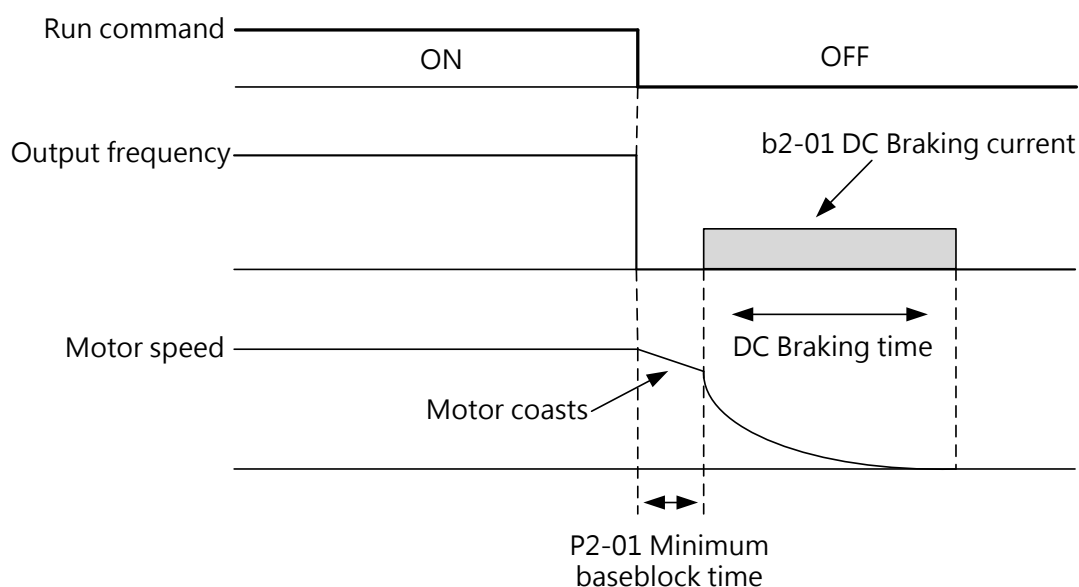 Run command
ON
OFF
Output frequency
b2-01 DC Braking current
Motor speed
DC Braking time
Motor coasts
P2-01 Minimum
baseblock time